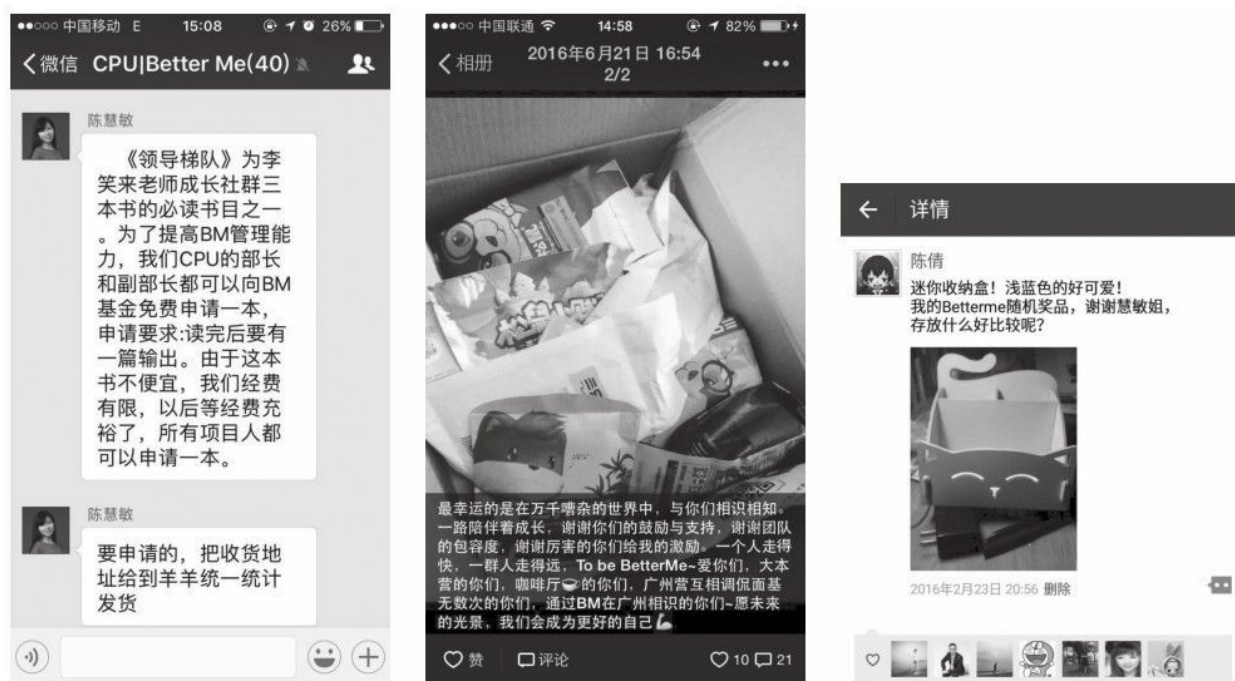 中国移动 E 15:08 26%
微信 CPU|Better Me(40)
陈慧敏
《领导梯队》为李
笑来老师成长社群三
本书的必读书目之一
。为了提高BM管理能
力，我们CPU的部长
和副部长都可以向BM
基金免费申请一本，
申请要求:读完后要有
一篇输出。由于这本
书不便宜，我们经费
有限，以后等经费充
裕了，所有项目人都
可以申请一本。
陈慧敏
要申请的，把收货地
址给到羊羊统一统计
发货
中国联通 14:58 82%
相册 2016年6月21日 16:54
2/2
最幸运的是在万千嘈杂的世界中，与你们相识相知。
一路陪伴着成长，谢谢你们的鼓励与支持，谢谢团队
的包容度，谢谢厉害的你们给我的激励。一个人走得
快，一群人走得远，To be BetterMe~爱你们，大本
营的你们，咖啡厅☕的你们，广州营互相调侃面基
无数次的你们，通过BM在广州相识的你们~愿未来
的光景，我们会成为更好的自己💪
赞 评论 10 21
详情
陈倩
迷你收纳盒！浅蓝色的好可爱！
我的Betterme随机奖品，谢谢慧敏姐，
存放什么好比较呢？
2016年2月23日 20:56 删除